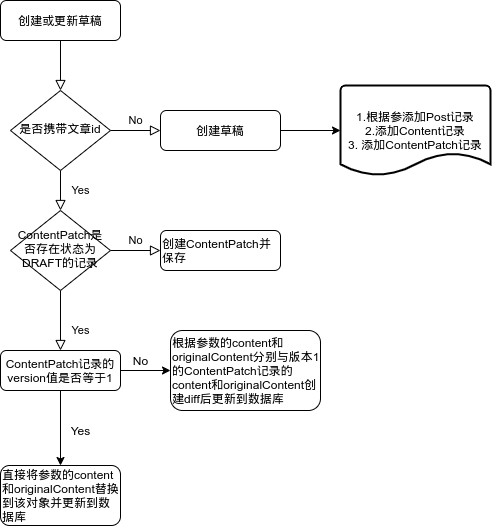 创建或更新草稿
是否携带文章id
No
创建草稿
1.根据参添加Post记录
2.添加Content记录
3. 添加ContentPatch记录
Yes
ContentPatch是
否存在状态为
DRAFT的记录
No
创建ContentPatch并
保存
Yes
ContentPatch记录的
version值是否等于1
No
根据参数的content和
originalContent分别与版本1
的ContentPatch记录的
content和originalContent创
建diff后更新到数据库
Yes
直接将参数的content
和originalContent替换
到该对象并更新到数
据库